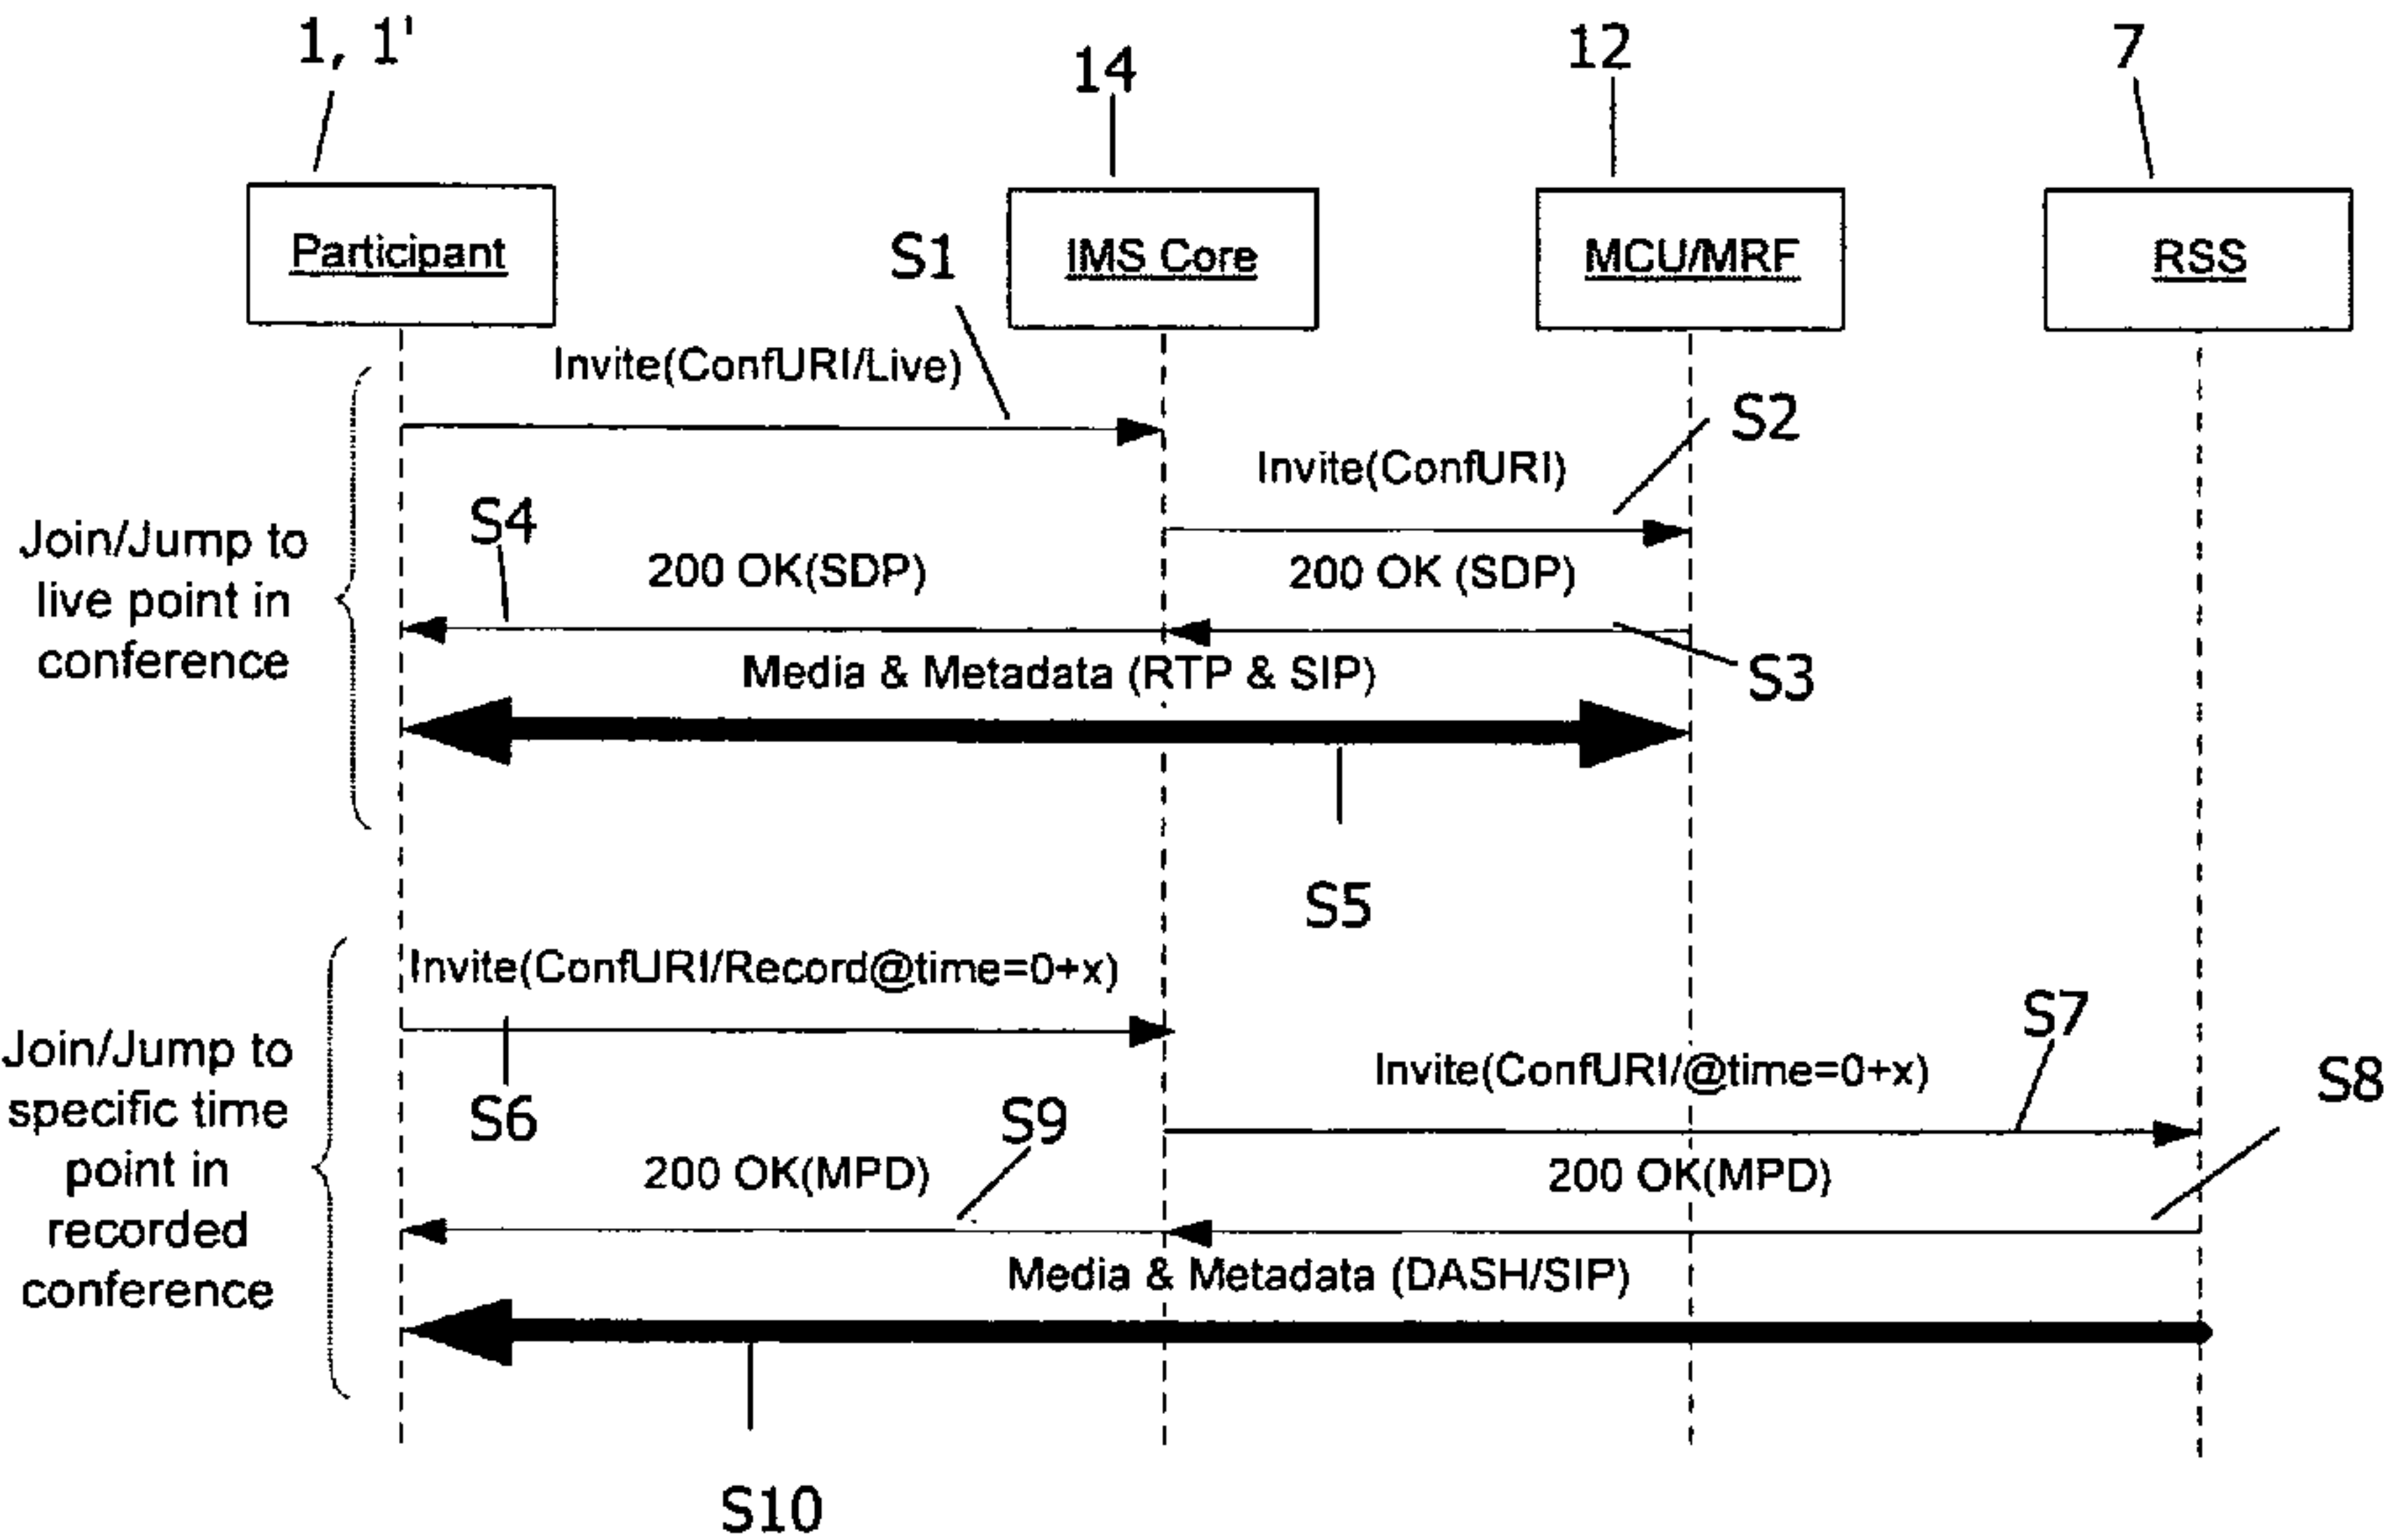 1, 1'
14
12
7
Participant
IMS Core
MCU/MRF
RSS
S1
Invite(ConfURI/Live)
S2
Invite(ConfURI)
S4
200 OK(SDP)
200 OK (SDP)
Join/Jump to
live point in
conference
Media & Metadata (RTP & SIP)
S3
S5
Invite(ConfURI/Record@time=0+x)
S6
S7
Invite(ConfURI/@time=0+x)
S8
S9
200 OK(MPD)
200 OK(MPD)
Join/Jump to
specific time
point in
recorded
conference
Media & Metadata (DASH/SIP)
S10